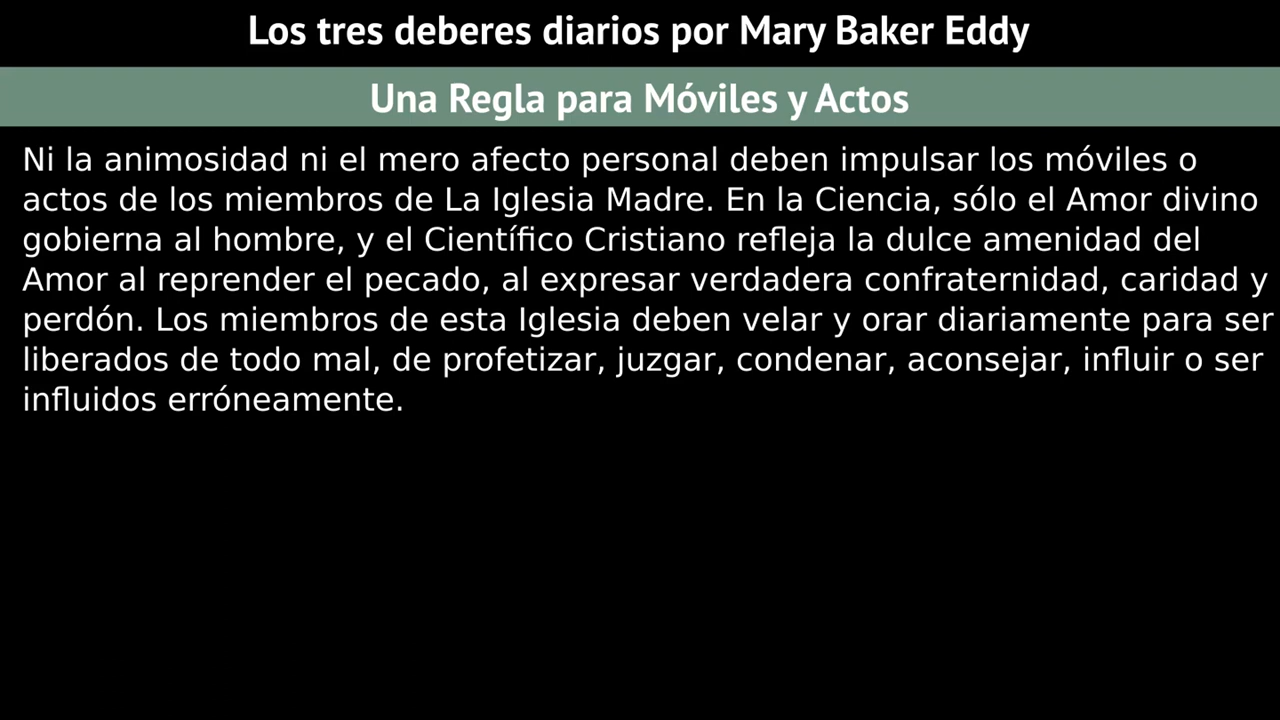 Los tres deberes diarios por Mary Baker Eddy
Una Regla para Móviles y Actos
Ni la animosidad ni el mero afecto personal deben impulsar los móviles o
actos de los miembros de La Iglesia Madre. En la Ciencia, sólo el Amor divino
gobierna al hombre, y el Científico Cristiano refleja la dulce amenidad del
Amor al reprender el pecado, al expresar verdadera confraternidad, caridad y
perdón. Los miembros de esta Iglesia deben velar y orar diariamente para ser
liberados de todo mal, de profetizar, juzgar, condenar, aconsejar, influir o ser
influidos erróneamente.